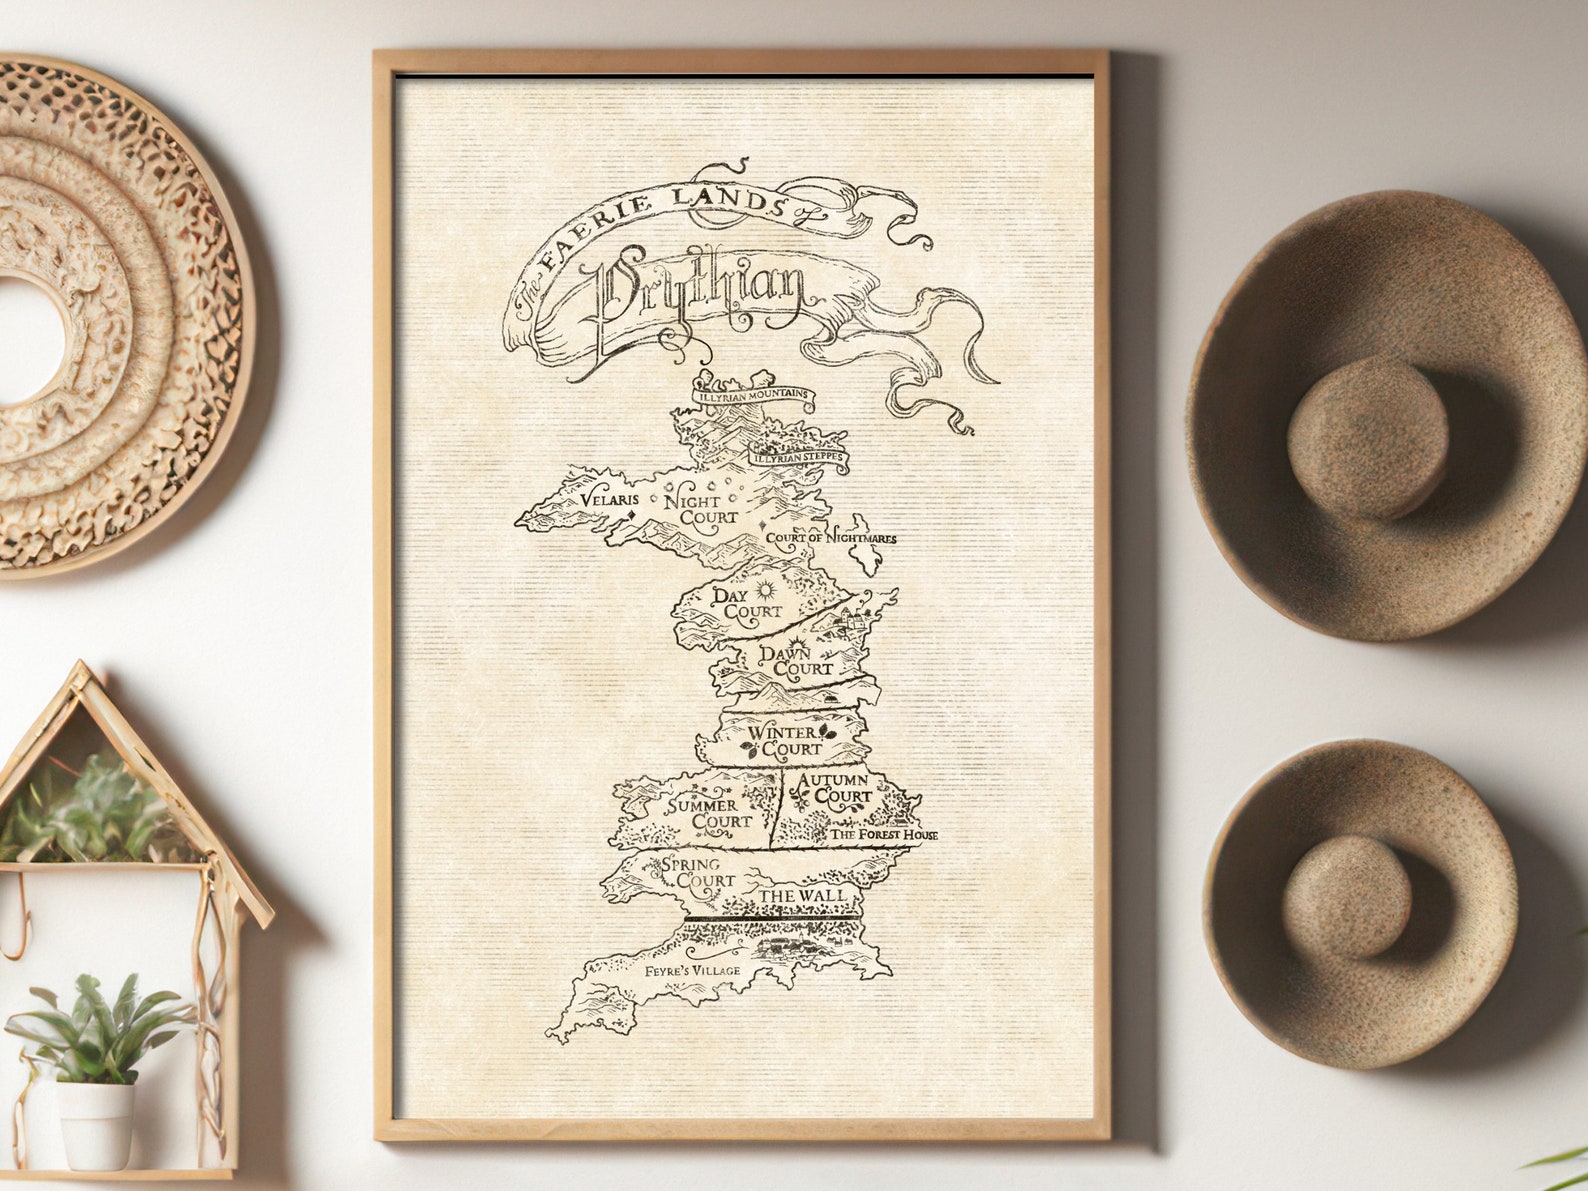 The FAERIE LANDS of
Prythian
ILLYRIAN MOUNTAINS
ILLYRIAN STEPPES
VELARIS
NIGHT
COURT
COURT OF NIGHTMARES
DAY
COURT
DAWN
COURT
WINTER
COURT
AUTUMN
COURT
SUMMER
COURT
THE FOREST HOUSE
SPRING
COURT
THE WALL
FEYRE'S VILLAGE